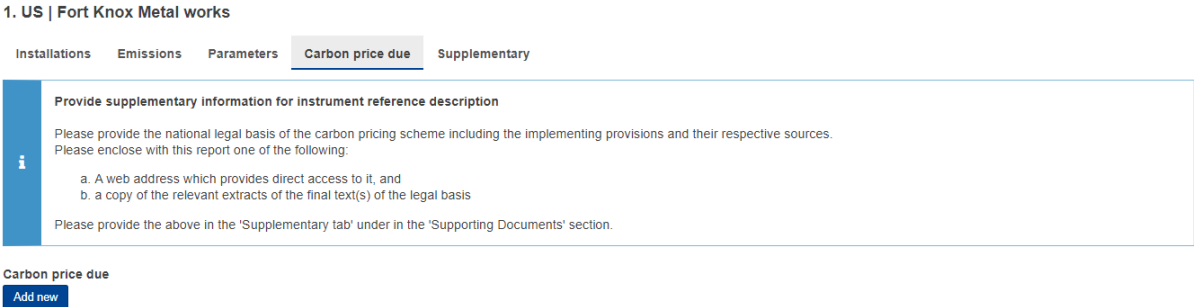 1. US | Fort Knox Metal works
Installations Emissions Parameters Carbon price due Supplementary
Provide supplementary information for instrument reference description
Please provide the national legal basis of the carbon pricing scheme including the implementing provisions and their respective sources.
Please enclose with this report one of the following:
a. A web address which provides direct access to it, and
b. a copy of the relevant extracts of the final text(s) of the legal basis
Please provide the above in the 'Supplementary tab' under in the 'Supporting Documents' section.
Carbon price due
Add new